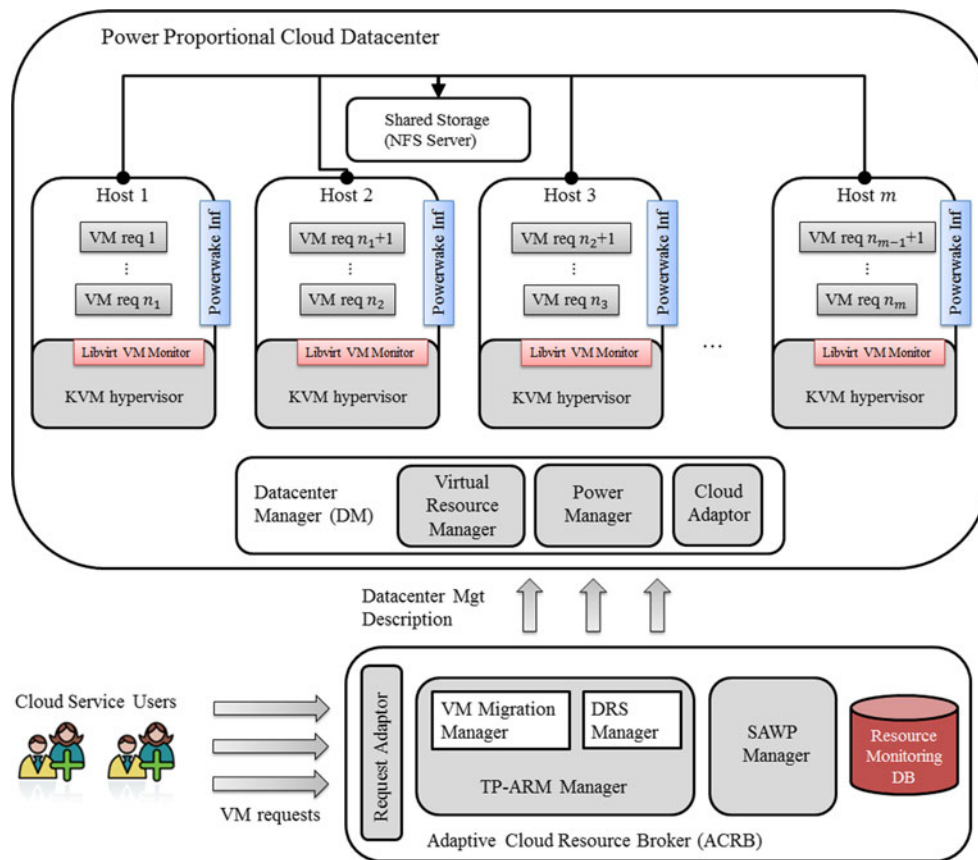 Power Proportional Cloud Datacenter
Shared Storage
(NFS Server)
Host 1
VM req 1
⋮
VM req n₁
Powerwake Inf
Libvirt VM Monitor
KVM hypervisor
Host 2
VM req n₁+1
⋮
VM req n₂
Powerwake Inf
Libvirt VM Monitor
KVM hypervisor
Host 3
VM req n₂+1
⋮
VM req n₃
Powerwake Inf
Libvirt VM Monitor
KVM hypervisor
...
Host m
VM req nₘ₋₁+1
⋮
VM req nₘ
Powerwake Inf
Libvirt VM Monitor
KVM hypervisor
Datacenter
Manager (DM)
Virtual
Resource
Manager
Power
Manager
Cloud
Adaptor
Datacenter Mgt
Description
Cloud Service Users
VM requests
Request Adaptor
VM Migration
Manager
DRS
Manager
TP-ARM Manager
SAWP
Manager
Resource
Monitoring
DB
Adaptive Cloud Resource Broker (ACRB)